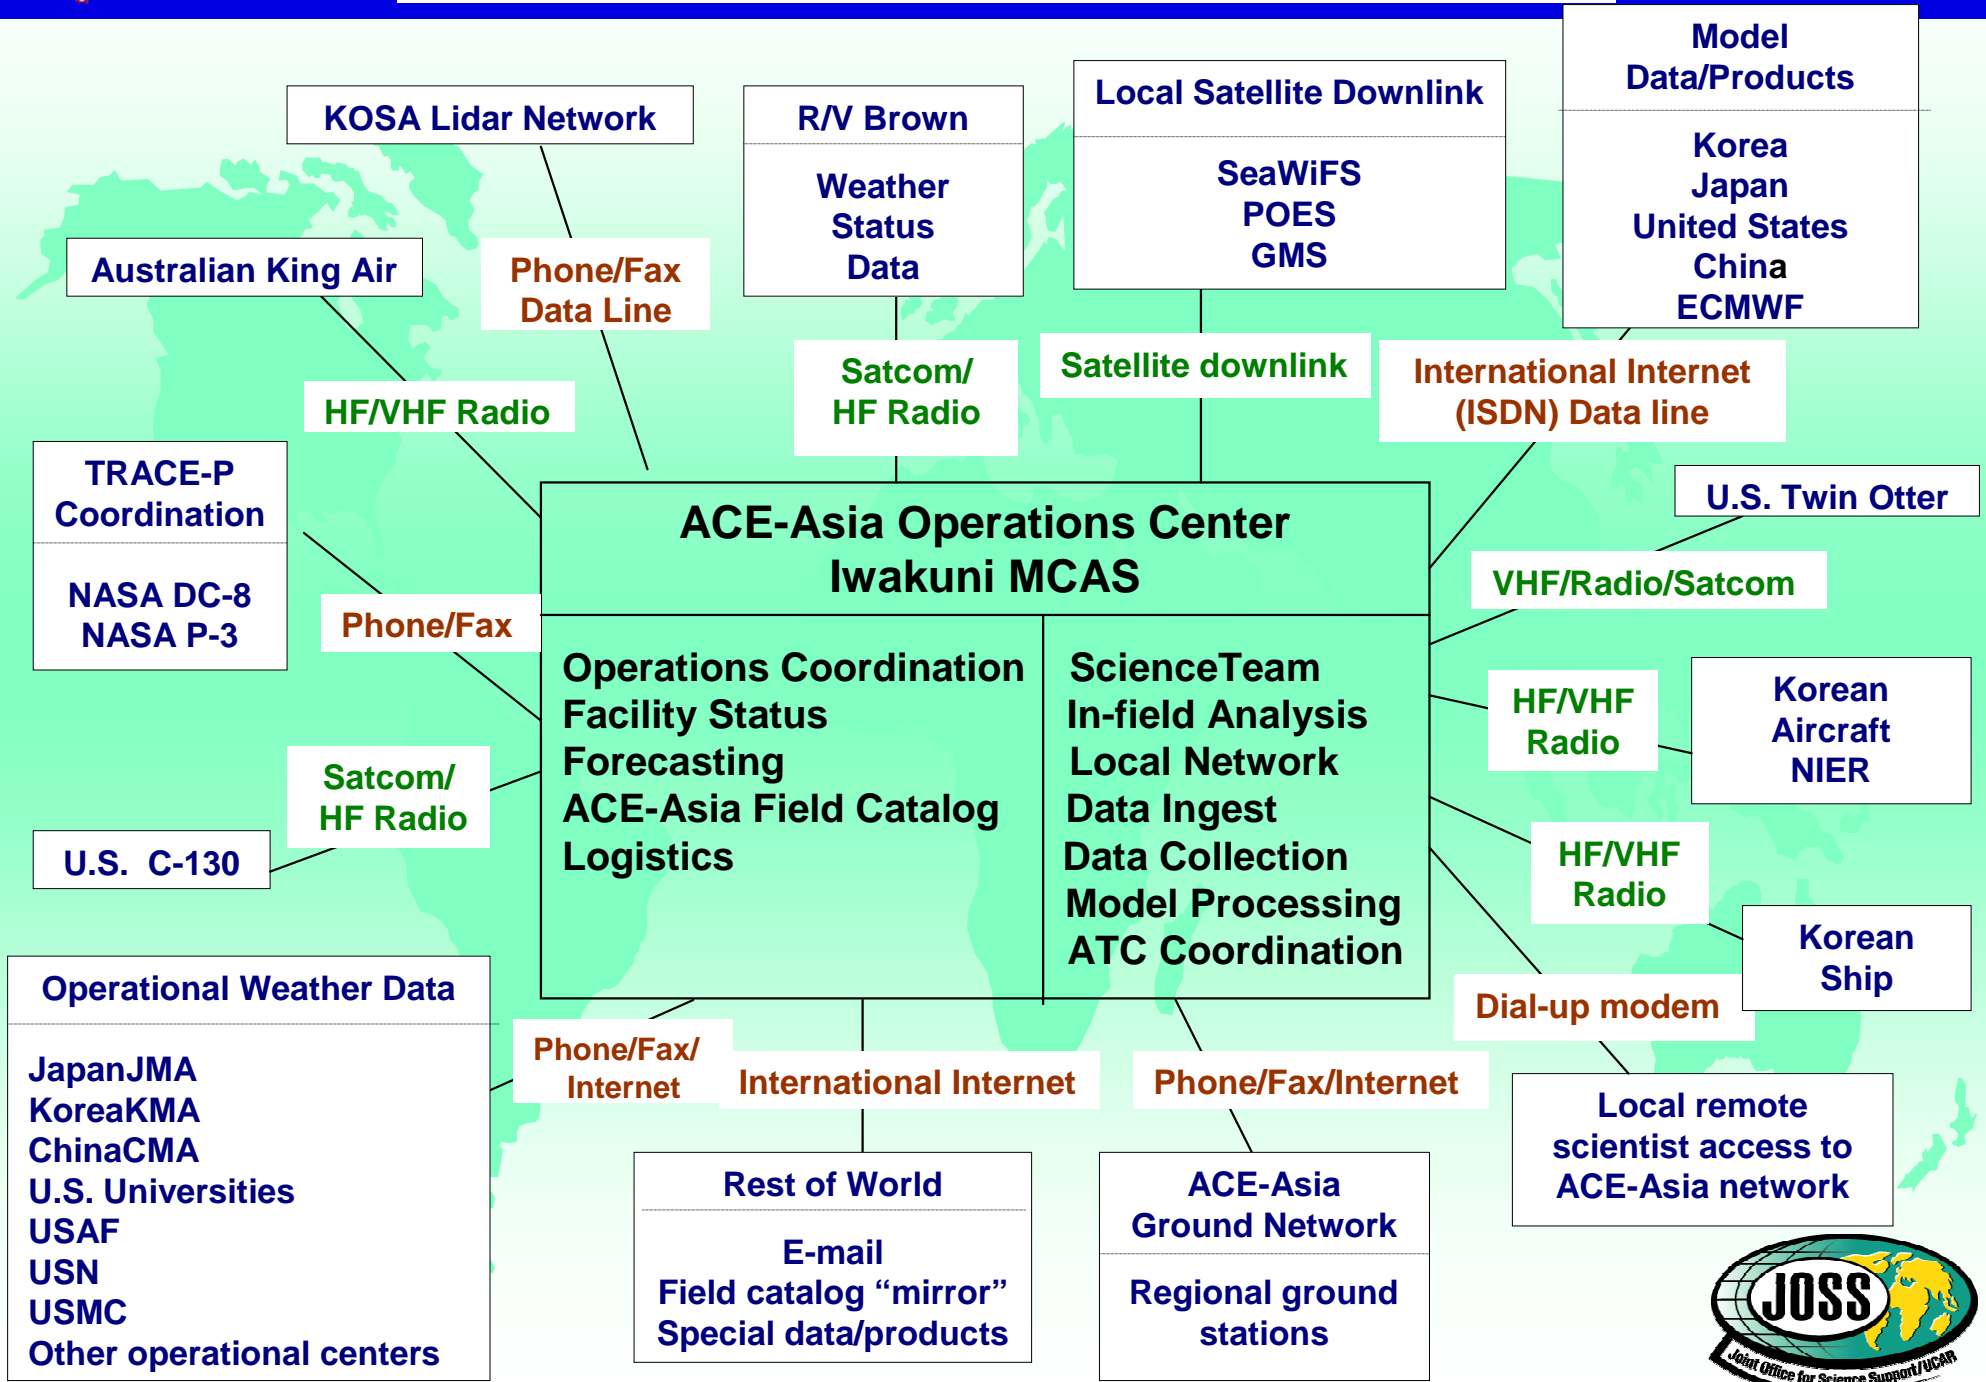 Model
Data/Products
Korea
Japan
United States
China
ECMWF
Local Satellite Downlink
SeaWiFS
POES
GMS
R/V Brown
Weather
Status
Data
KOSA Lidar Network
Australian King Air
Phone/Fax
Data Line
HF/VHF Radio
Satcom/
HF Radio
Satellite downlink
International Internet
(ISDN) Data line
TRACE-P
Coordination
NASA DC-8
NASA P-3
Phone/Fax
U.S. Twin Otter
VHF/Radio/Satcom
ACE-Asia Operations Center
Iwakuni MCAS
Operations Coordination
Facility Status
Forecasting
ACE-Asia Field Catalog
Logistics
ScienceTeam
In-field Analysis
Local Network
Data Ingest
Data Collection
Model Processing
ATC Coordination
HF/VHF
Radio
Korean
Aircraft
NIER
Satcom/
HF Radio
U.S. C-130
HF/VHF
Radio
Korean
Ship
Dial-up modem
Operational Weather Data
JapanJMA
KoreaKMA
ChinaCMA
U.S. Universities
USAF
USN
USMC
Other operational centers
Phone/Fax/
Internet
International Internet
Phone/Fax/Internet
Rest of World
E-mail
Field catalog “mirror”
Special data/products
ACE-Asia
Ground Network
Regional ground
stations
Local remote
scientist access to
ACE-Asia network
JOSS
Joint Office for Science Support/UCAR